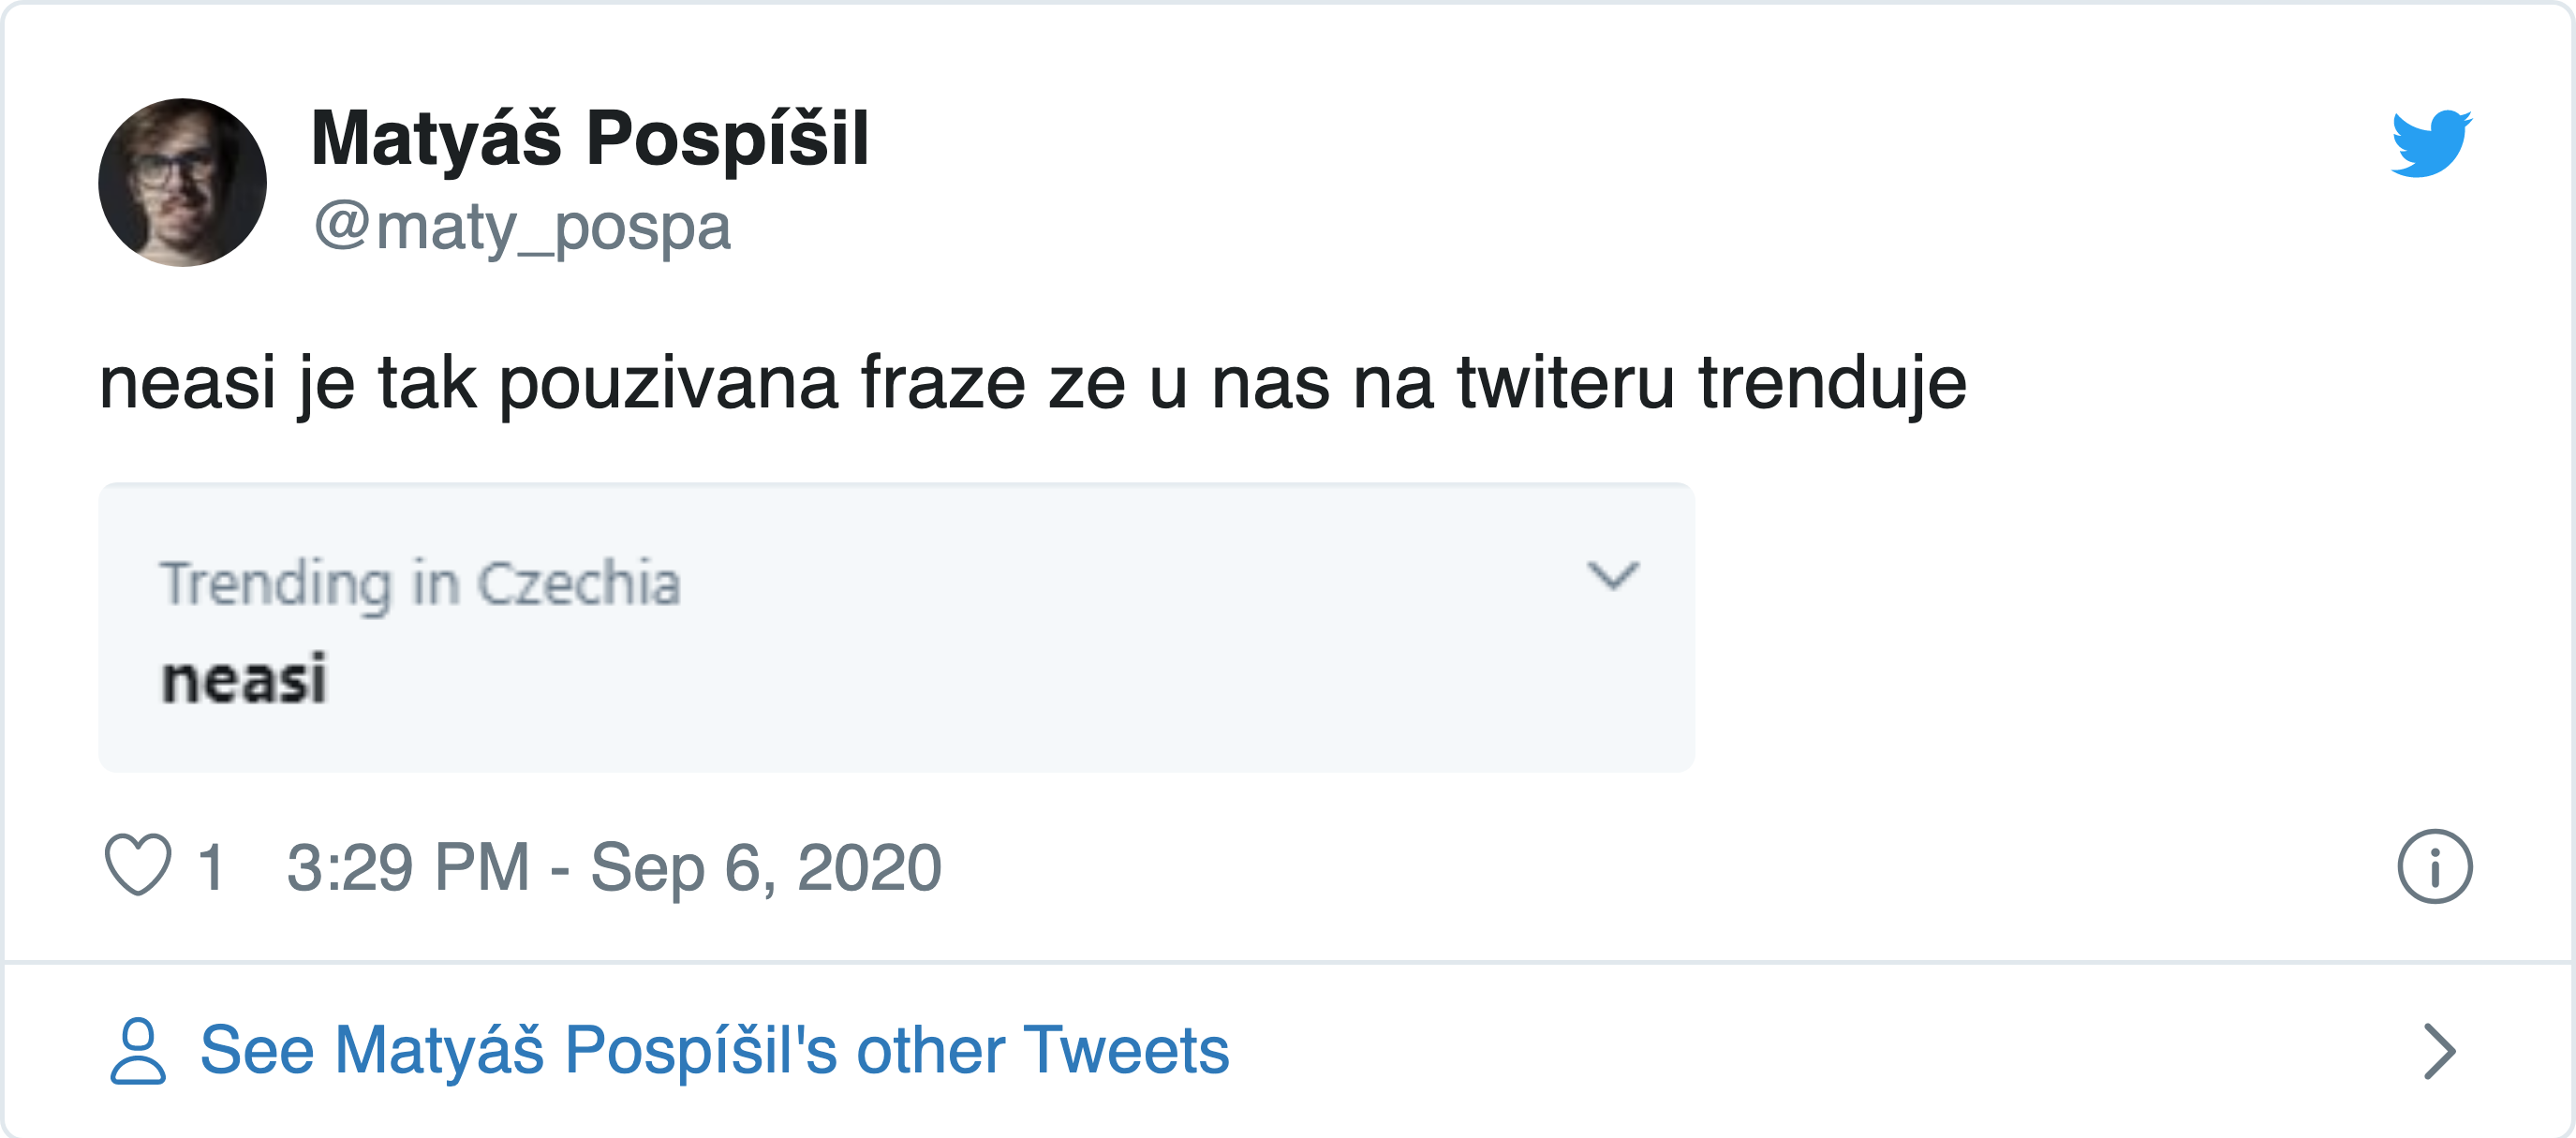 Matyáš Pospíšil
@maty_pospa
neasi je tak pouzivana fraze ze u nas na twiteru trenduje
Trending in Czechia
neasi
1 3:29 PM - Sep 6, 2020
See Matyáš Pospíšil's other Tweets